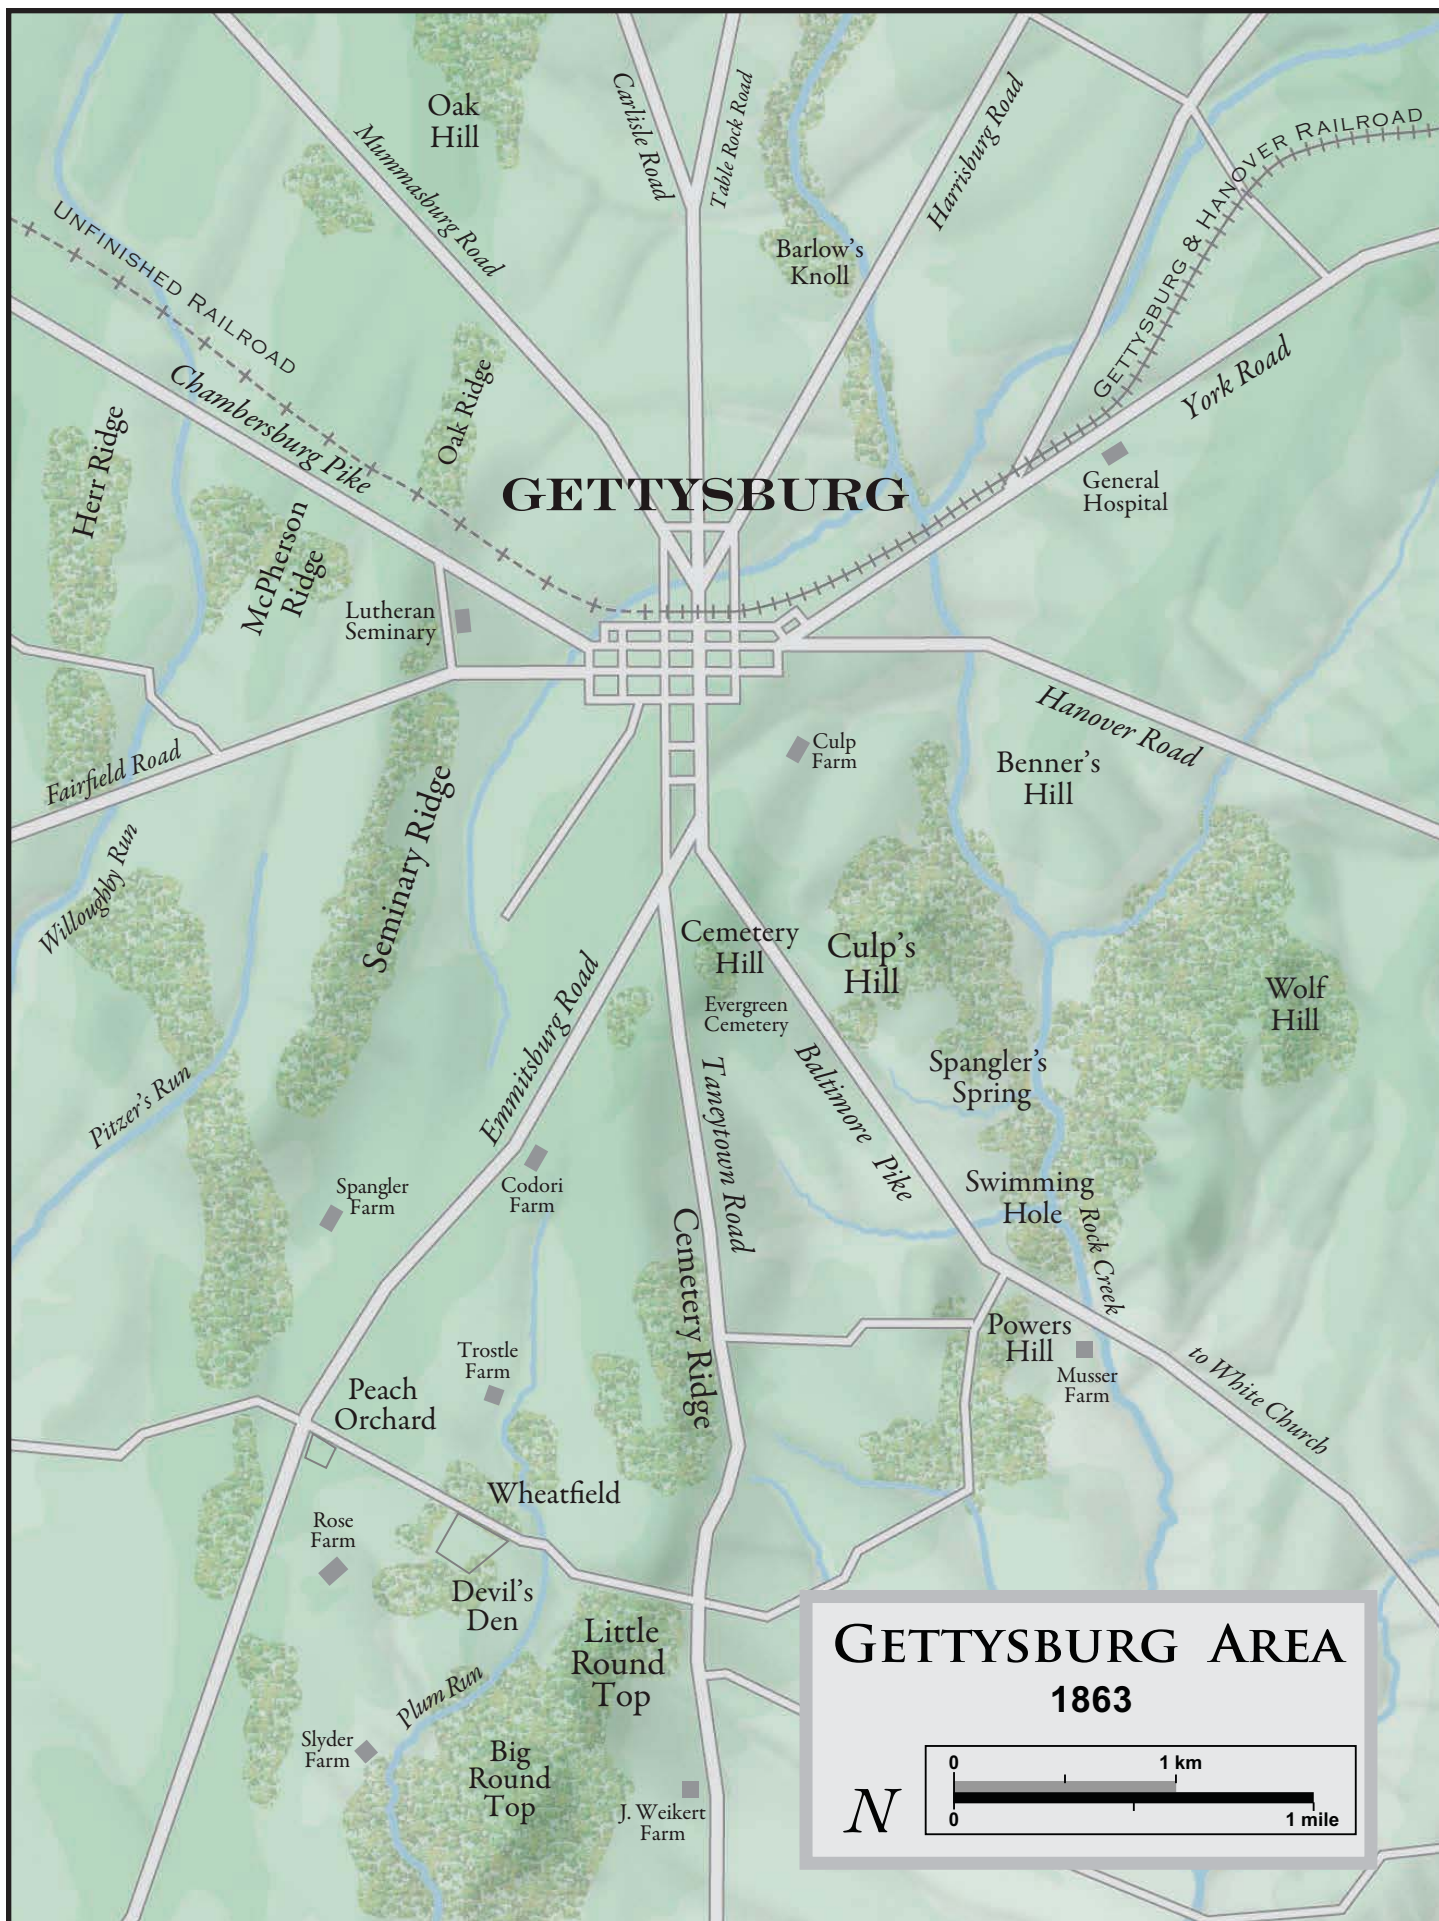 Oak
Hill
Carlisle Road
Table Rock Road
Mummasburg Road
Harrisburg Road
GETTYSBURG & HANOVER RAILROAD
UNFINISHED RAILROAD
Barlow's
Knoll
Chambersburg Pike
Oak Ridge
York Road
Herr Ridge
GETTYSBURG
General
Hospital
McPherson
Ridge
Lutheran
Seminary
Hanover Road
Fairfield Road
Culp
Farm
Benner's
Hill
Seminary Ridge
Willoughby Run
Cemetery
Hill
Culp's
Hill
Evergreen
Cemetery
Wolf
Hill
Emmitsburg Road
Spangler's
Spring
Pitzer's Run
Taneytown Road
Baltimore Pike
Spangler
Farm
Codori
Farm
Swimming
Hole
Rock Creek
Cemetery Ridge
Trostle
Farm
Powers
Hill
Musser
Farm
to White Church
Peach
Orchard
Wheatfield
Rose
Farm
Devil's
Den
Little
Round
Top
Plum Run
Slyder
Farm
Big
Round
Top
J. Weikert
Farm
GETTYSBURG AREA
1863
N
0 1 km
0 1 mile